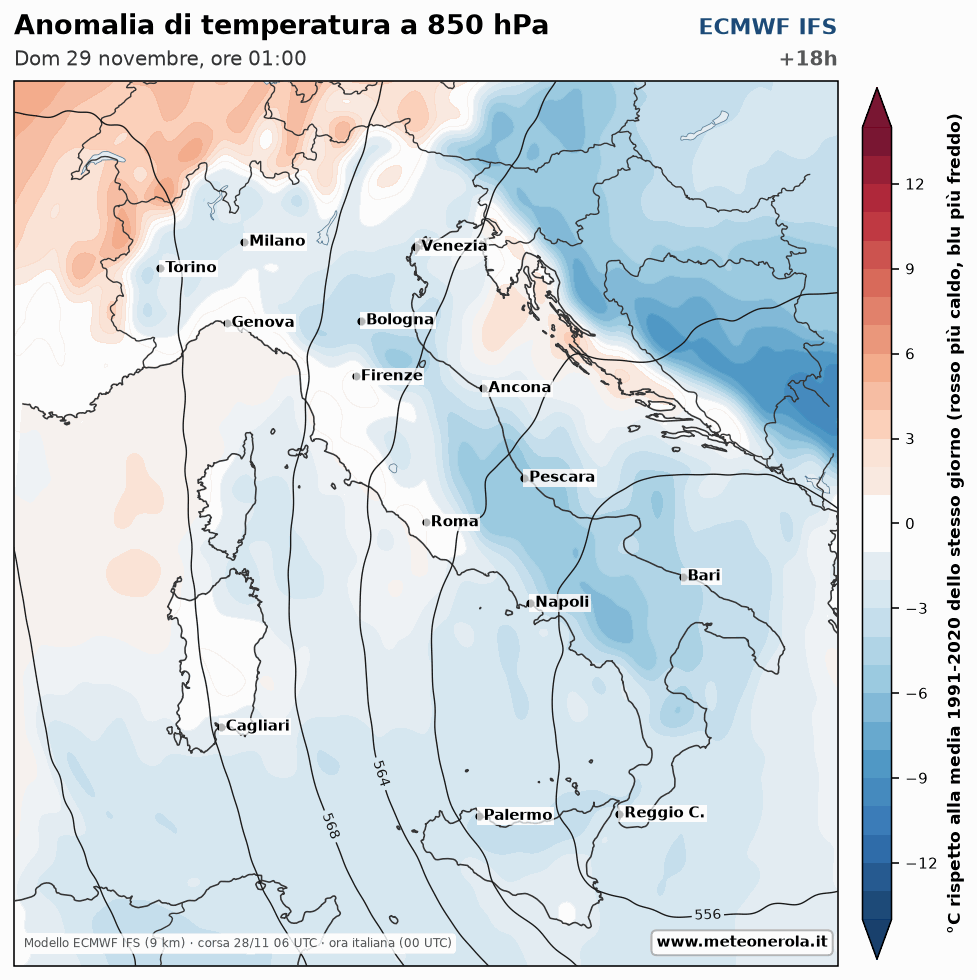 Anomalia di temperatura a 850 hPa
ECMWF IFS
Dom 29 novembre, ore 01:00
+18h
Milano
Venezia
Torino
Genova
Bologna
Firenze
Ancona
Pescara
Roma
Bari
Napoli
Cagliari
564
568
Palermo
Reggio C.
556
Modello ECMWF IFS (9 km) · corsa 28/11 06 UTC · ora italiana (00 UTC)
www.meteonerola.it
12
9
6
3
0
−3
−6
−9
−12
°C rispetto alla media 1991-2020 dello stesso giorno (rosso più caldo, blu più freddo)